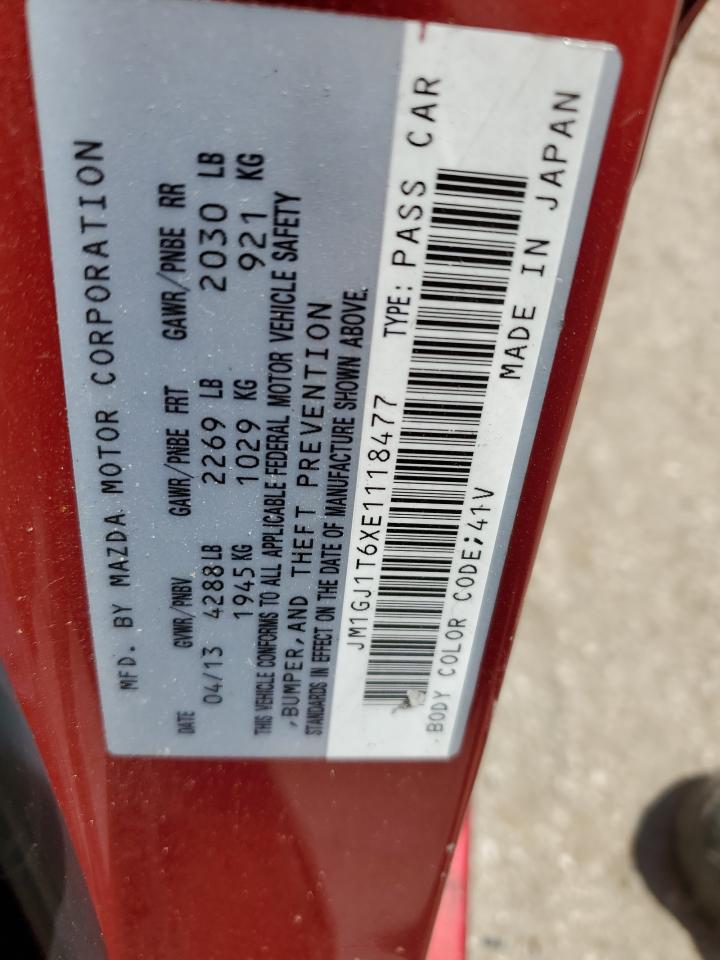 MFD. BY MAZDA MOTOR CORPORATION
DATE GVWR/PNBV GAWR/PNBE FRT GAWR/PNBE RR
04/13 4288 LB 2269 LB 2030 LB
1945 KG 1029 KG 921 KG
THIS VEHICLE CONFORMS TO ALL APPLICABLE FEDERAL MOTOR VEHICLE SAFETY
,BUMPER,AND THEFT PREVENTION
STANDARDS IN EFFECT ON THE DATE OF MANUFACTURE SHOWN ABOVE.
JM1GJ1T6XE1118477 TYPE: PASS CAR
BODY COLOR CODE;41V MADE IN JAPAN